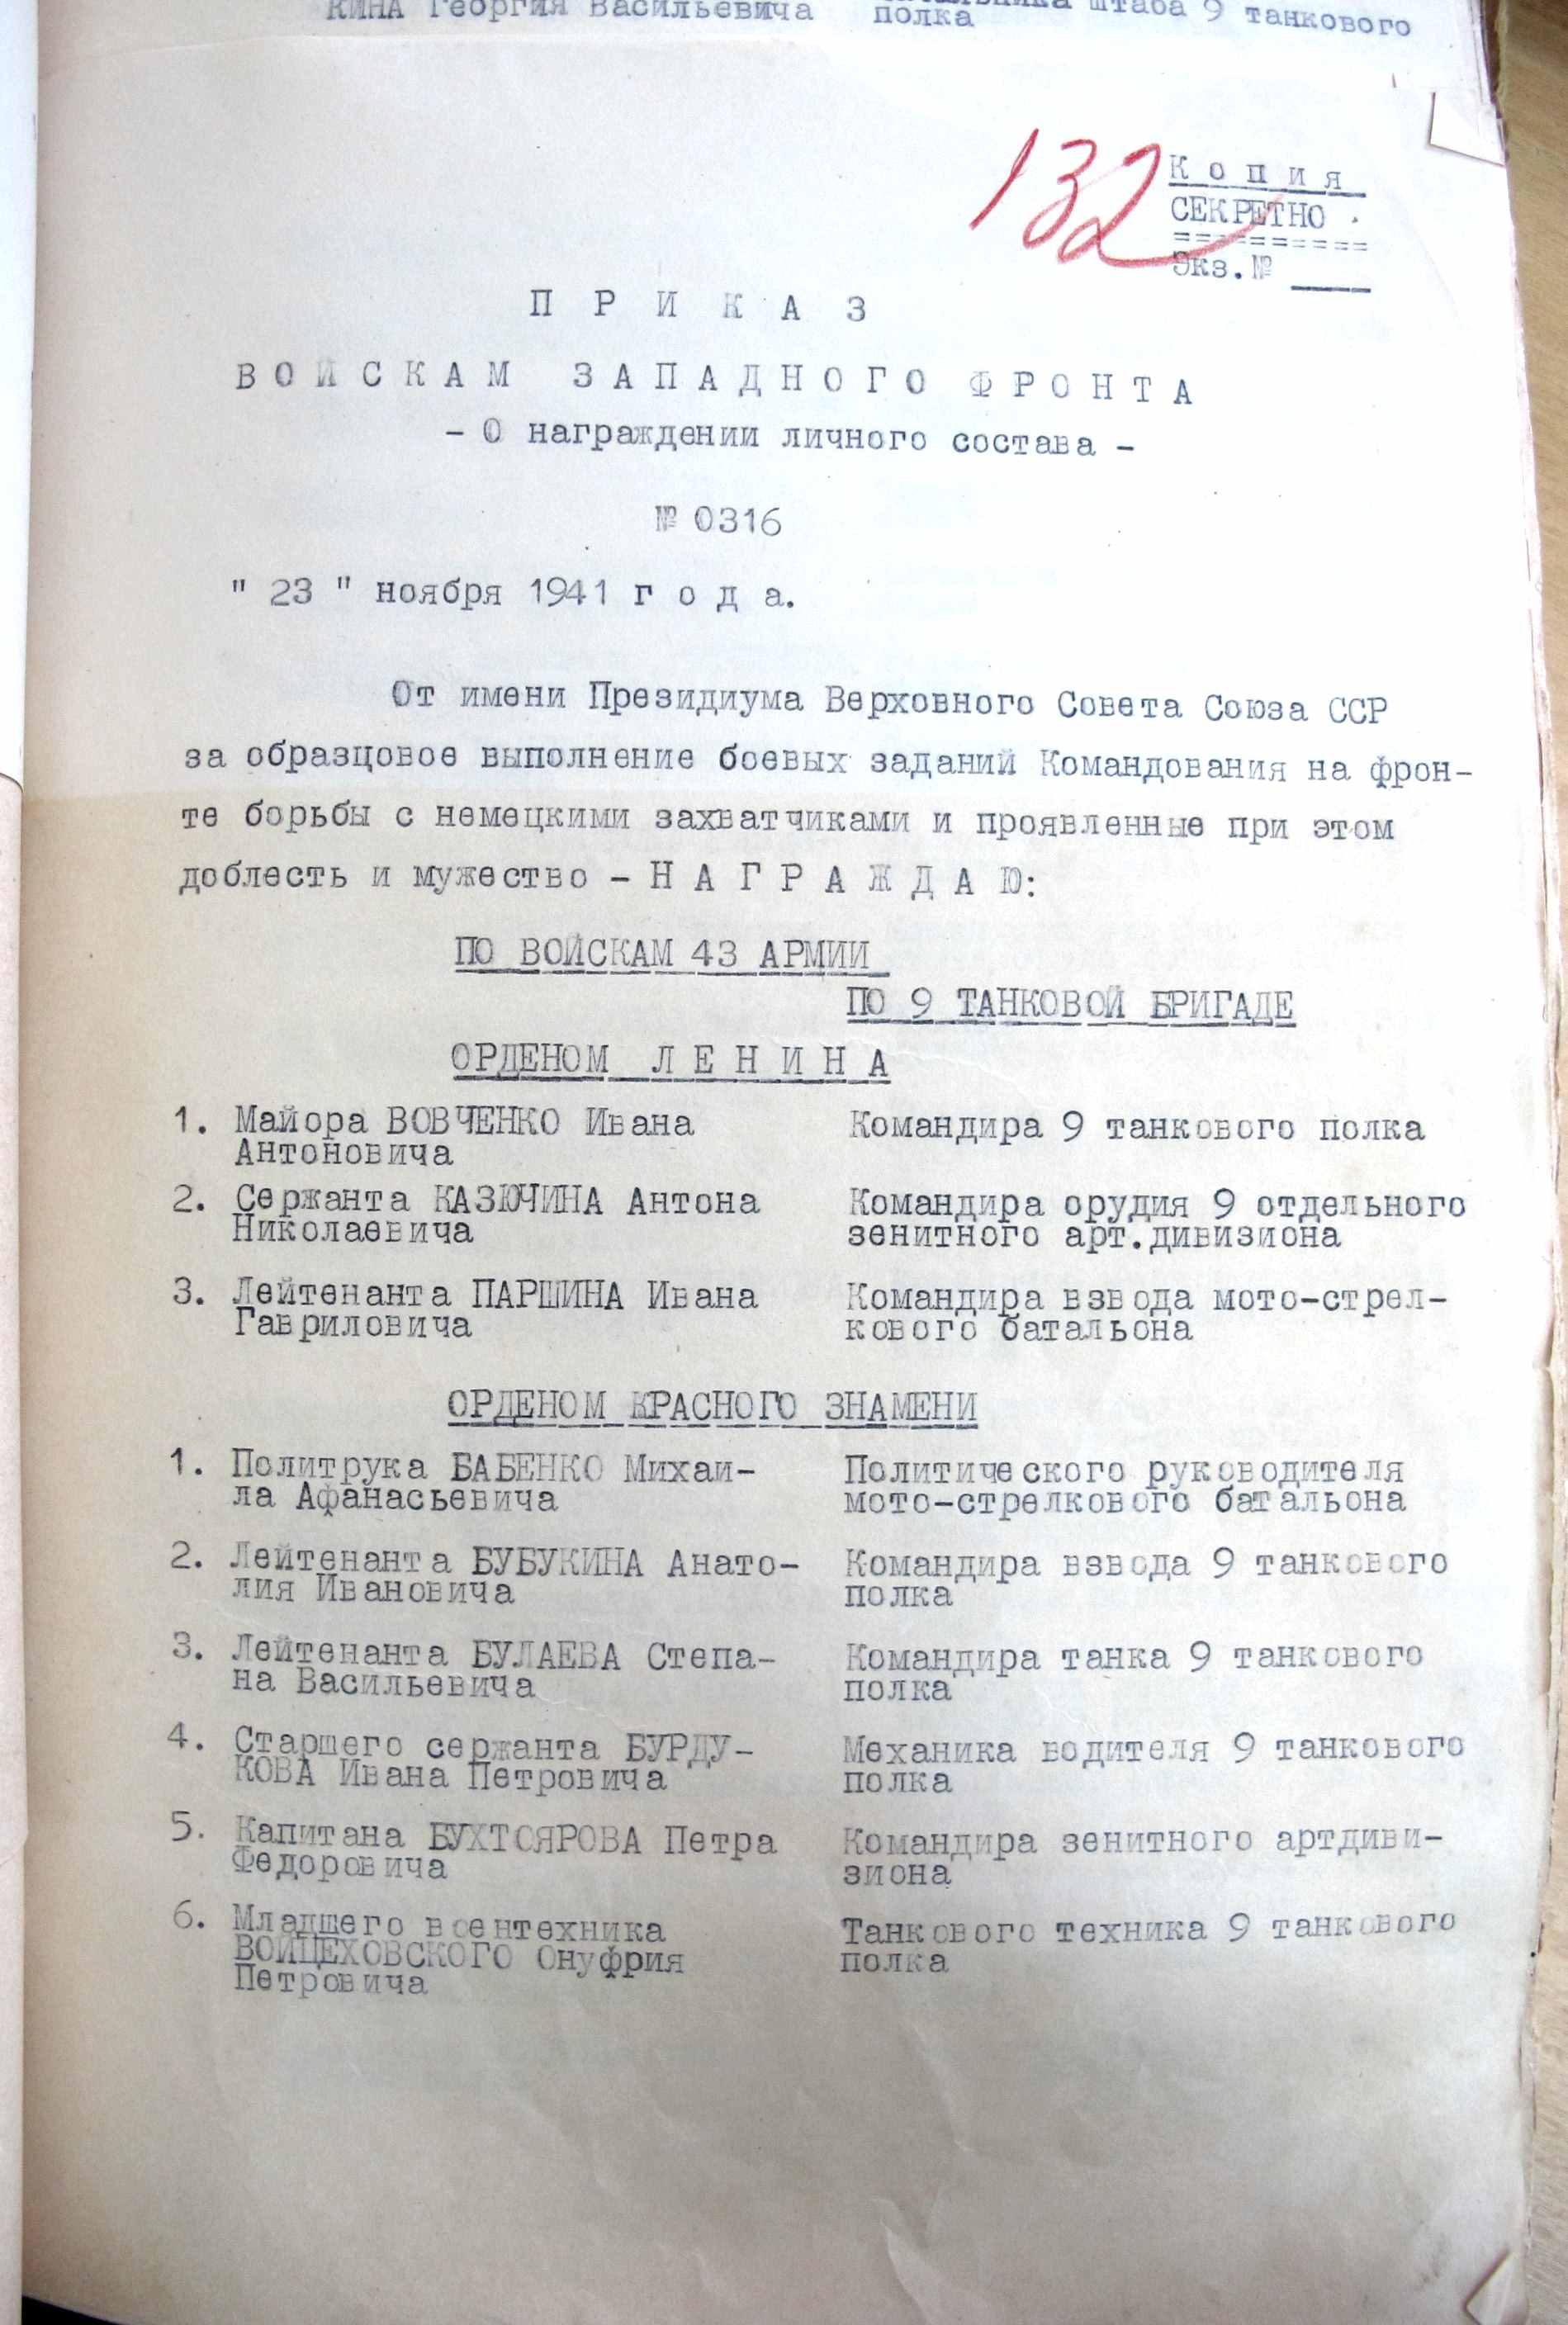 КИНА Георгия Васильевича штаба 9 танкового
полка
132
Копия
СЕКРЕТНО.
==========
Экз.№ ____
П Р И К А З
ВОЙСКАМ ЗАПАДНОГО ФРОНТА
- О награждении личного состава -
№ 0316
" 23 " ноября 1941 г о д а.
От имени Президиума Верховного Совета Союза ССР
за образцовое выполнение боевых заданий Командования на фрон-
те борьбы с немецкими захватчиками и проявленные при этом
доблесть и мужество - Н А Г Р А Ж Д А Ю:
ПО ВОЙСКАМ 43 АРМИИ
ПО 9 ТАНКОВОЙ БРИГАДЕ
ОРДЕНОМ Л Е Н И Н А
1. Майора ВОВЧЕНКО Ивана Командира 9 танкового полка
Антоновича
2. Сержанта КАЗЮЧИНА Антона Командира орудия 9 отдельного
Николаевича зенитного арт.дивизиона
3. Лейтенанта ПАРШИНА Ивана Командира взвода мото-стрел-
Гавриловича кового батальона
ОРДЕНОМ КРАСНОГО ЗНАМЕНИ
1. Политрука БАБЕНКО Михаи- Политического руководителя
ла Афанасьевича мото-стрелкового батальона
2. Лейтенанта БУБУКИНА Анато- Командира взвода 9 танкового
лия Ивановича полка
3. Лейтенанта БУЛАЕВА Степа- Командира танка 9 танкового
на Васильевича полка
4. Старшего сержанта БУРДУ- Механика водителя 9 танкового
КОВА Ивана Петровича полка
5. Капитана БУХТОЯРОВА Петра Командира зенитного артдиви-
Федоровича зиона
6. Младшего воентехника Танкового техника 9 танкового
ВОЙЦЕХОВСКОГО Онуфрия полка
Петровича